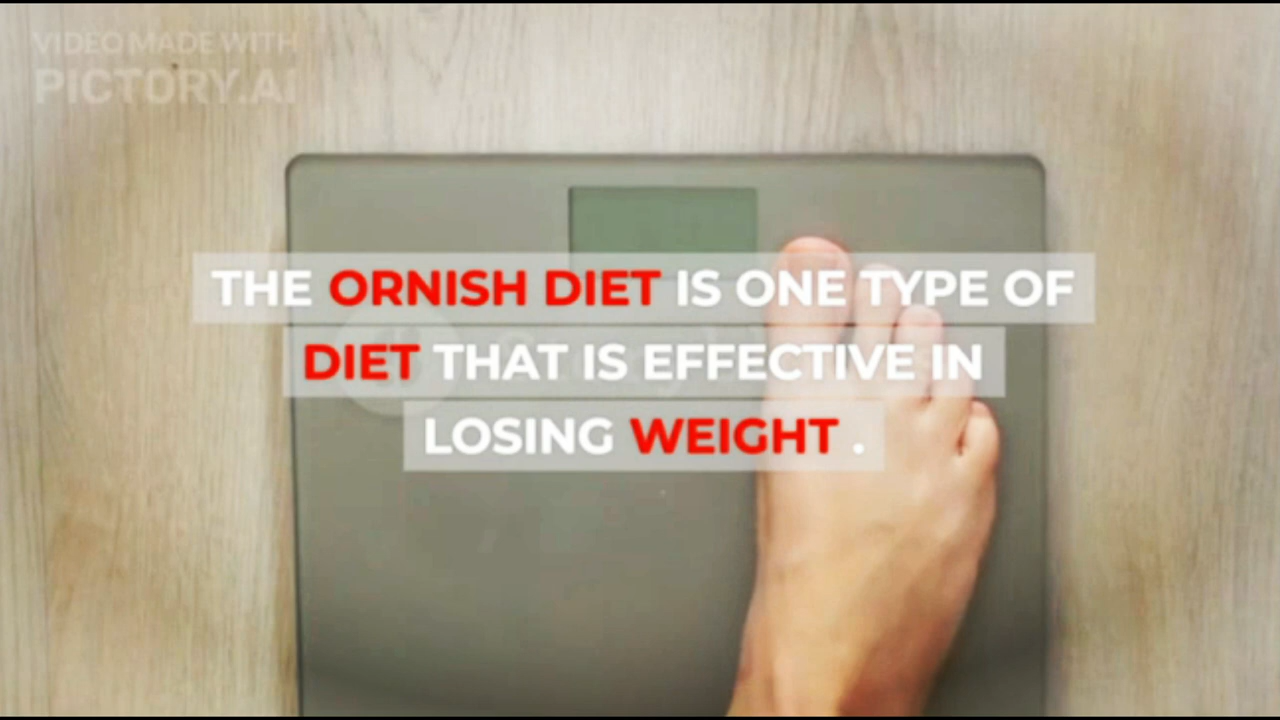 VIDEO MADE WITH
PICTORY.AI
THE ORNISH DIET IS ONE TYPE OF
DIET THAT IS EFFECTIVE IN
LOSING WEIGHT .